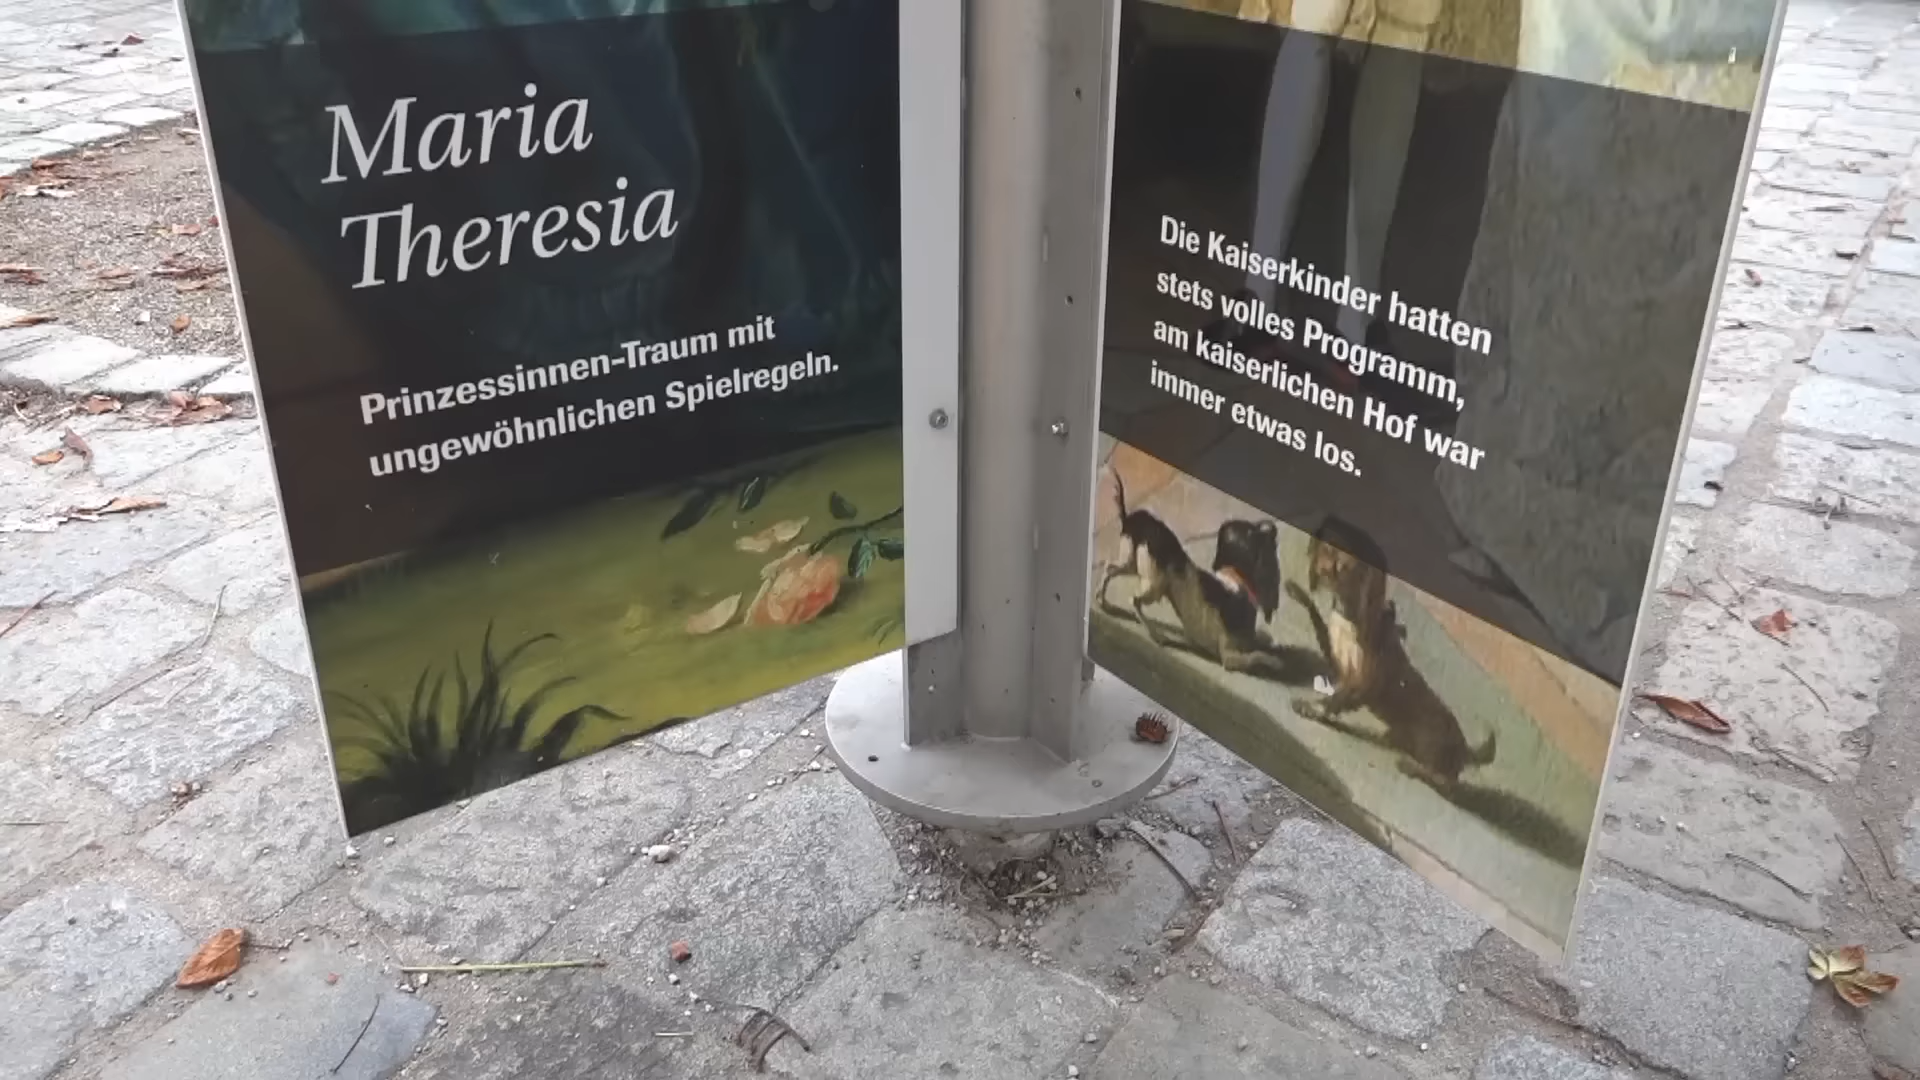 Maria
Theresia
Prinzessinnen-Traum mit
ungewöhnlichen Spielregeln.
Die Kaiserkinder hatten
stets volles Programm,
am kaiserlichen Hof war
immer etwas los.